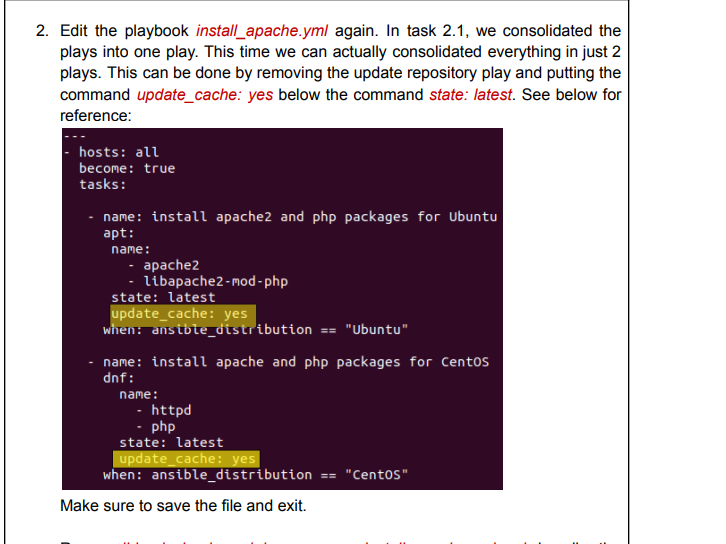 2. Edit the playbook install_apache.yml again. In task 2.1, we consolidated the
plays into one play. This time we can actually consolidated everything in just 2
plays. This can be done by removing the update repository play and putting the
command update_cache: yes below the command state: latest. See below for
reference:
---
- hosts: all
become: true
tasks:
- name: install apache2 and php packages for Ubuntu
apt:
name:
- apache2
- libapache2-mod-php
state: latest
update_cache: yes
when: ansible_distribution == "Ubuntu"
- name: install apache and php packages for CentOS
dnf:
name:
- httpd
- php
state: latest
update_cache: yes
when: ansible_distribution == "CentOS"
Make sure to save the file and exit.